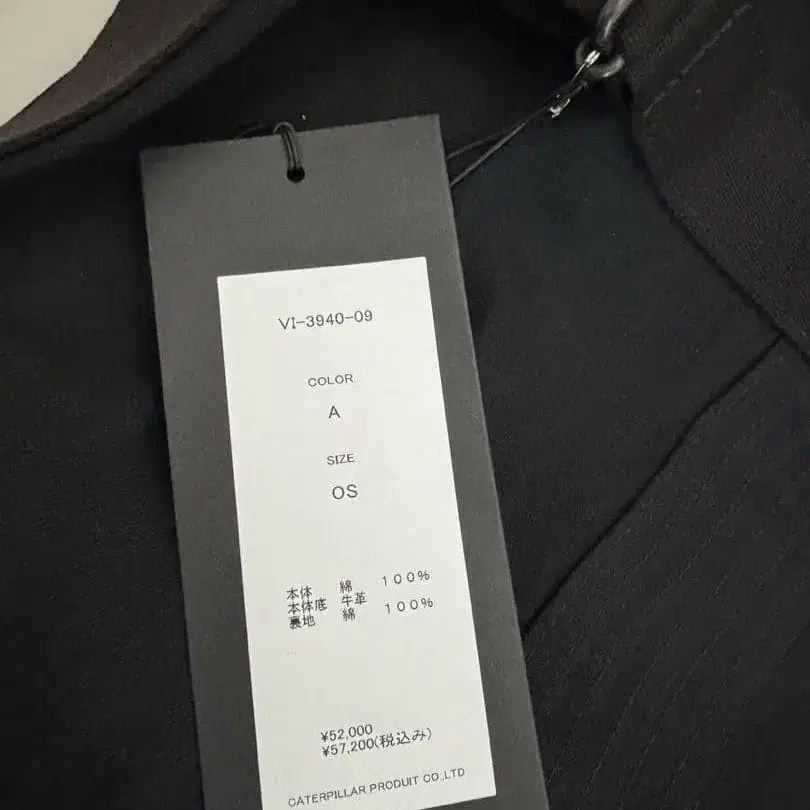 VI-3940-09
COLOR
A
SIZE
OS
本体 綿 100%
本体底 牛革
裏地 綿 100%
¥52,000
¥57,200(税込み)
CATERPILLAR PRODUIT CO.,LTD